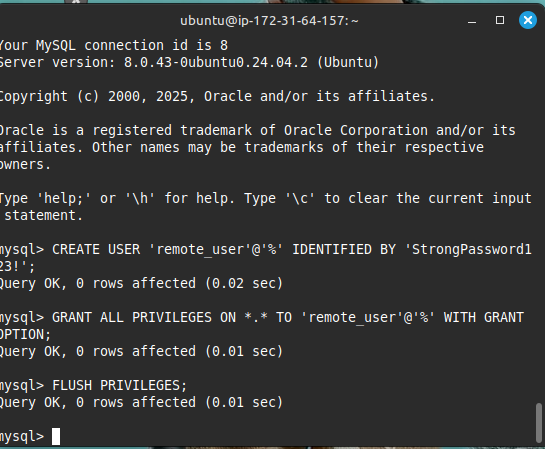 ubuntu@ip-172-31-64-157: ~
Your MySQL connection id is 8
Server version: 8.0.43-0ubuntu0.24.04.2 (Ubuntu)
Copyright (c) 2000, 2025, Oracle and/or its affiliates.
Oracle is a registered trademark of Oracle Corporation and/or its
affiliates. Other names may be trademarks of their respective
owners.
Type 'help;' or '\h' for help. Type '\c' to clear the current input
statement.
mysql> CREATE USER 'remote_user'@'%' IDENTIFIED BY 'StrongPassword1
23!';
Query OK, 0 rows affected (0.02 sec)
mysql> GRANT ALL PRIVILEGES ON *.* TO 'remote_user'@'%' WITH GRANT
OPTION;
Query OK, 0 rows affected (0.01 sec)
mysql> FLUSH PRIVILEGES;
Query OK, 0 rows affected (0.01 sec)
mysql>